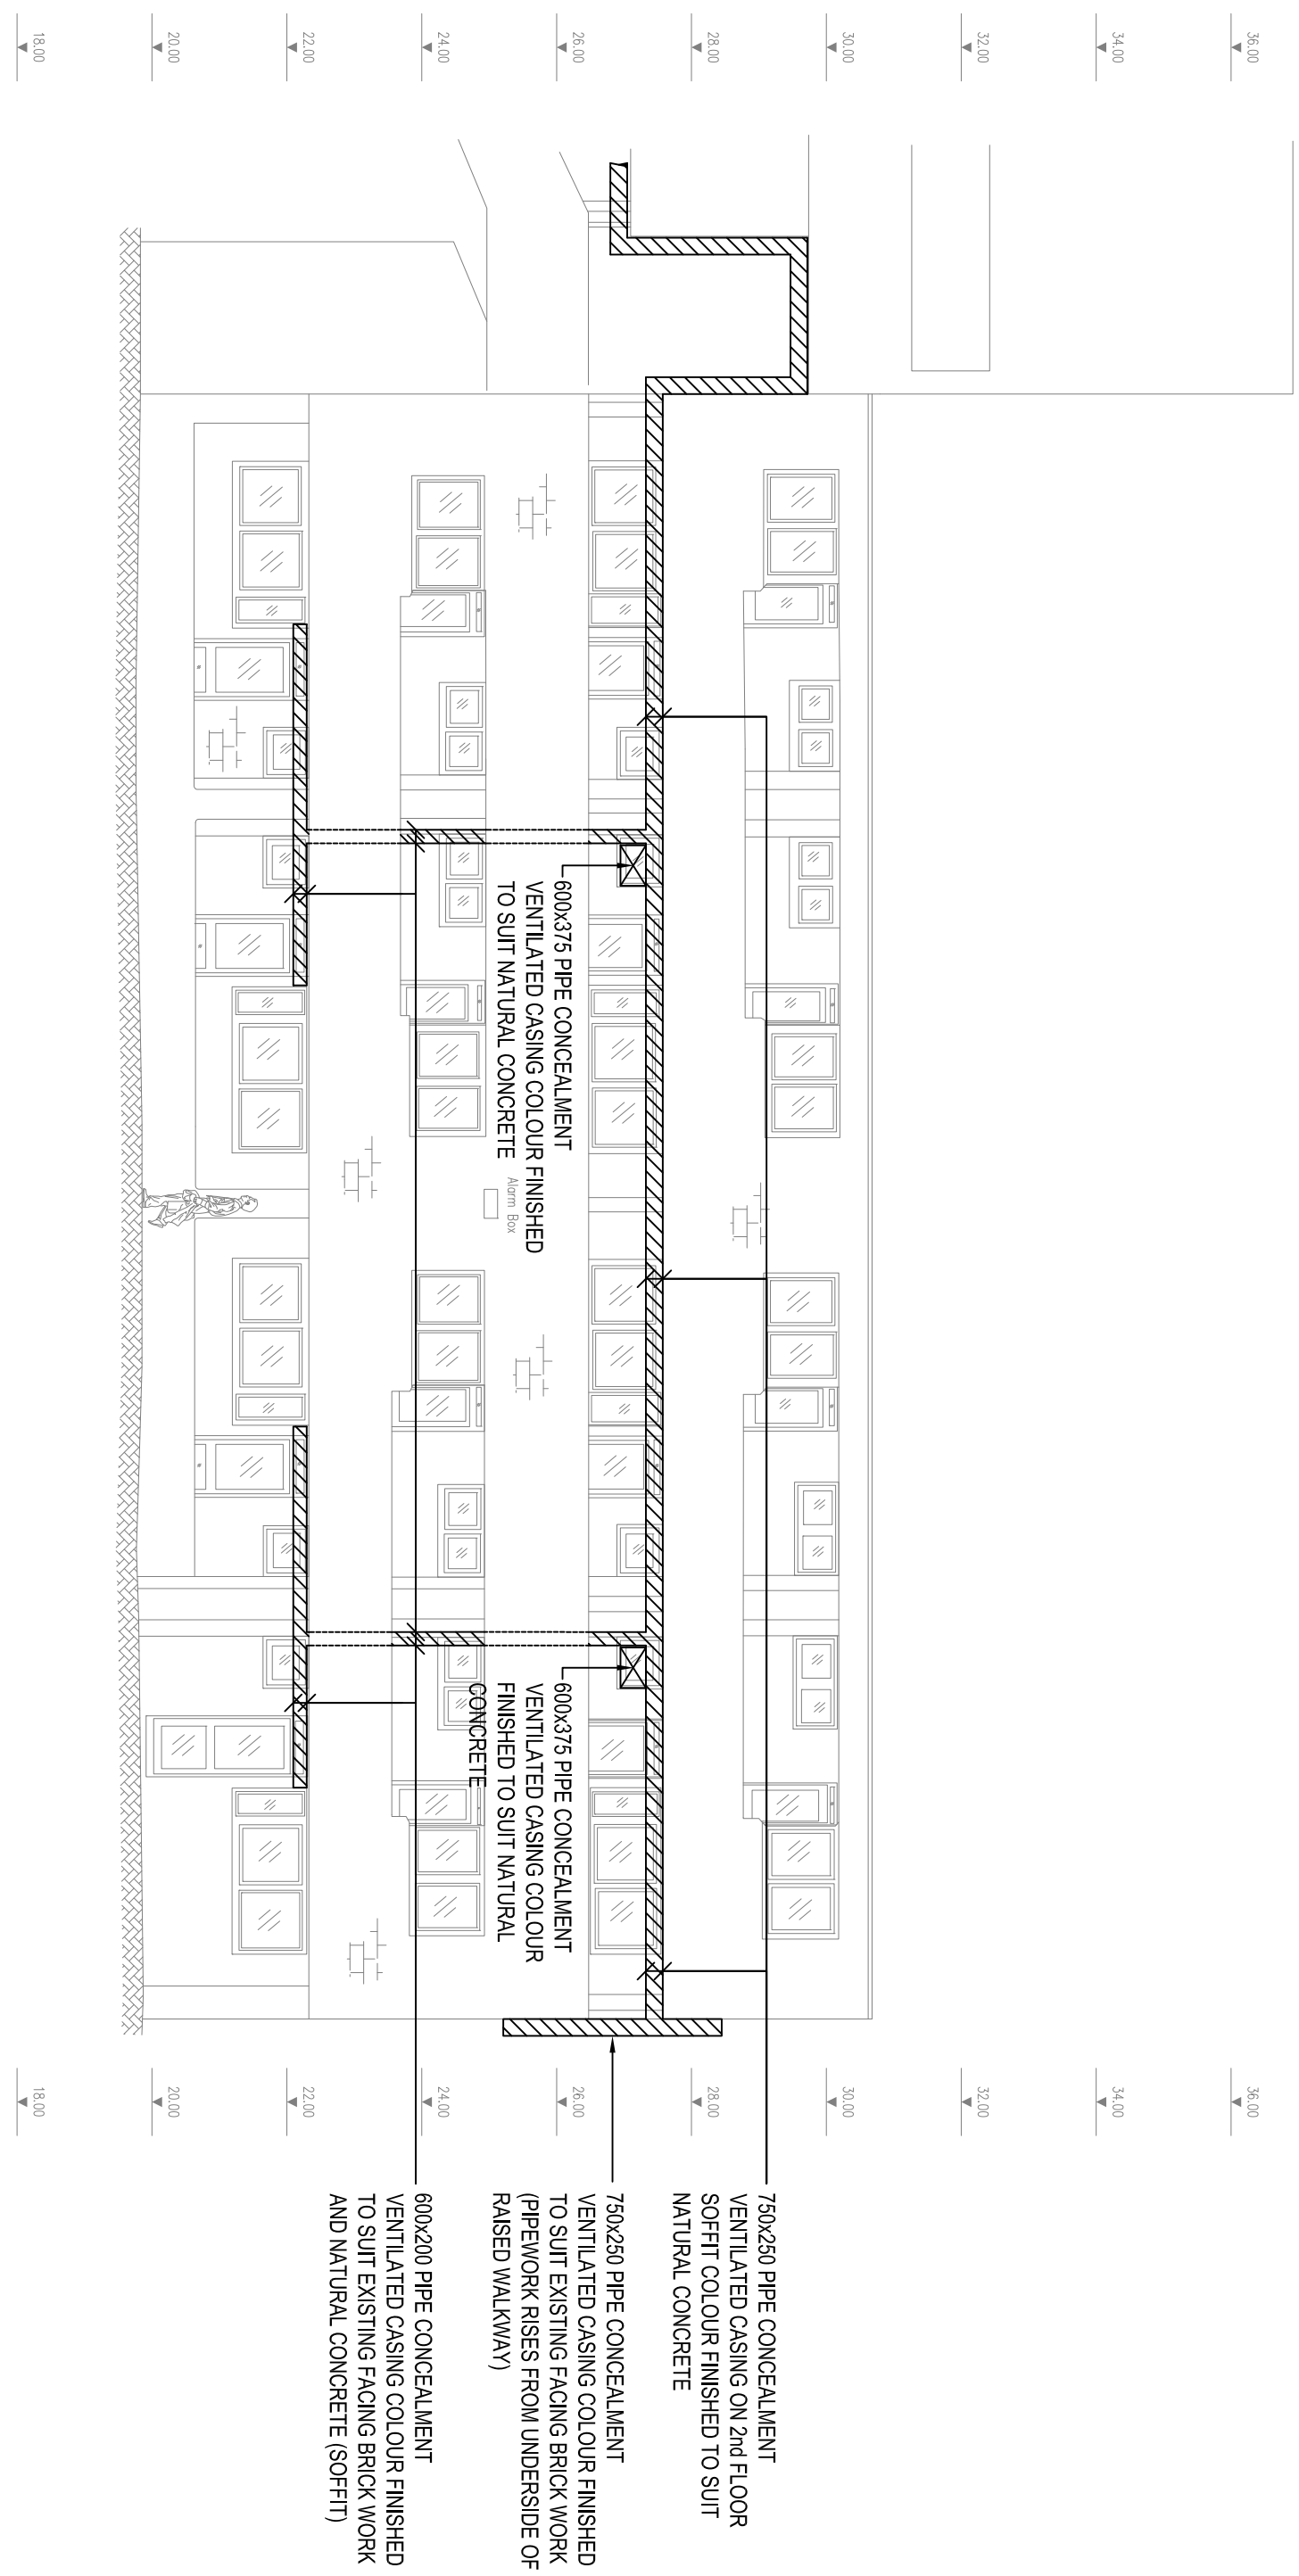 36.00
34.00
32.00
30.00
28.00
26.00
24.00
22.00
20.00
18.00
600x375 PIPE CONCEALMENT
VENTILATED CASING COLOUR FINISHED
TO SUIT NATURAL CONCRETE
Alarm Box
600x375 PIPE CONCEALMENT
VENTILATED CASING COLOUR
FINISHED TO SUIT NATURAL
CONCRETE
36.00
34.00
32.00
30.00
28.00
26.00
24.00
22.00
20.00
18.00
750x250 PIPE CONCEALMENT
VENTILATED CASING ON 2nd FLOOR
SOFFIT COLOUR FINISHED TO SUIT
NATURAL CONCRETE
750x250 PIPE CONCEALMENT
VENTILATED CASING COLOUR FINISHED
TO SUIT EXISTING FACING BRICK WORK
(PIPEWORK RISES FROM UNDERSIDE OF
RAISED WALKWAY)
600x200 PIPE CONCEALMENT
VENTILATED CASING COLOUR FINISHED
TO SUIT EXISTING FACING BRICK WORK
AND NATURAL CONCRETE (SOFFIT)